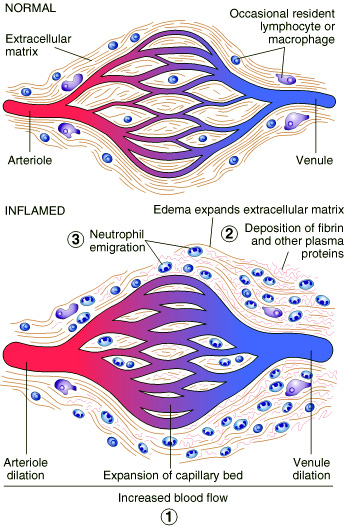 NORMAL
Extracellular
matrix
Occasional resident
lymphocyte or
macrophage
Arteriole
Venule
INFLAMED
Edema expands extracellular matrix
③ Neutrophil
emigration
②
Deposition of fibrin
and other plasma
proteins
Arteriole
dilation
Expansion of capillary bed
Venule
dilation
Increased blood flow
①